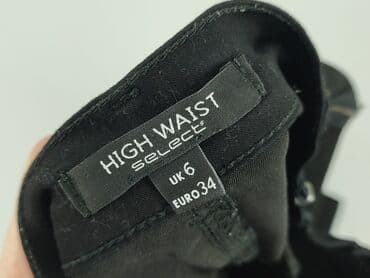 HIGH WAIST
select
UK 6
EURO 34